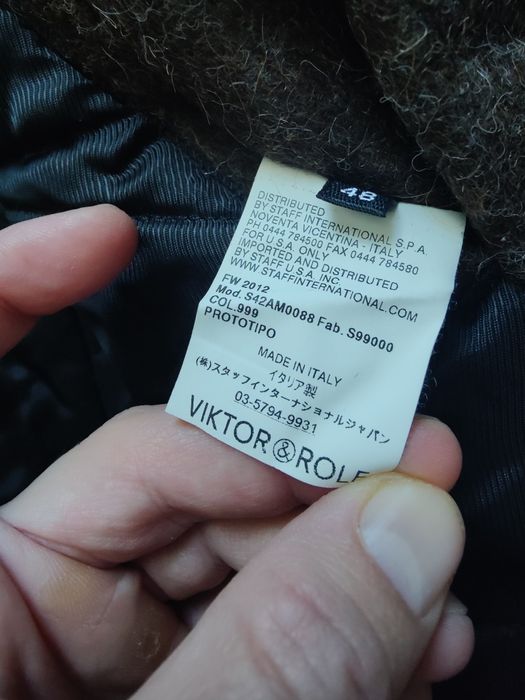 48
DISTRIBUTED
BY STAFF INTERNATIONAL S.P.A.
NOVENTA VICENTINA - ITALY
PH 0444 784500 FAX 0444 784580
FOR U.S.A. ONLY
IMPORTED AND DISTRIBUTED
BY STAFF U.S.A. INC.
WWW.STAFFINTERNATIONAL.COM
FW 2012
Mod. S42AM0088 Fab. S99000
COL.999
PROTOTIPO
MADE IN ITALY
イタリア製
(株)スタッフインターナショナルジャパン
03-5794-9931
VIKTOR & ROLF